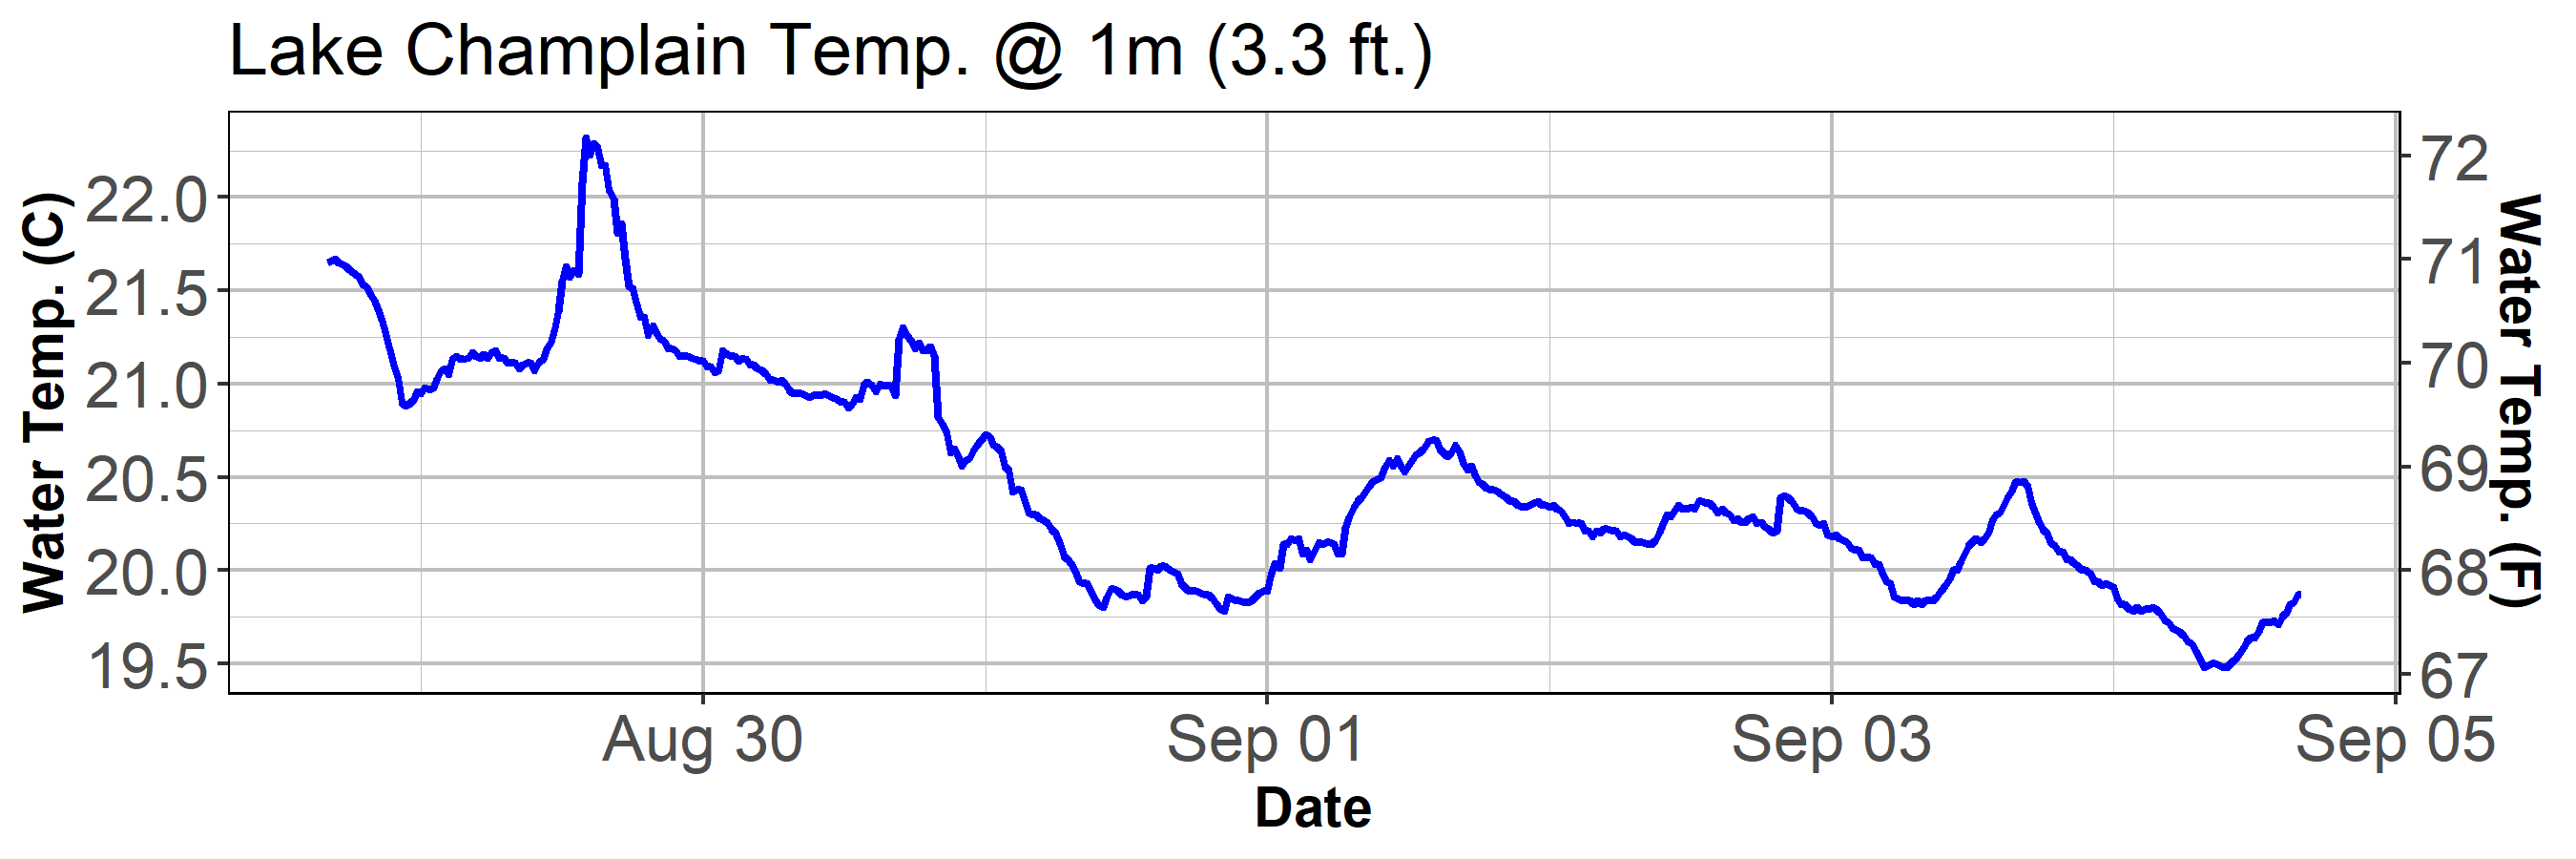 Lake Champlain Temp. @ 1m (3.3 ft.)
Water Temp. (C)
22.0
21.5
21.0
20.5
20.0
19.5
72
71
70
69
68
67
Water Temp. (F)
Aug 30
Sep 01
Sep 03
Sep 05
Date